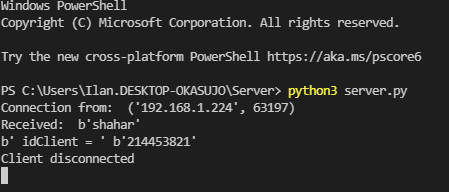 Windows PowerShell
Copyright (C) Microsoft Corporation. All rights reserved.
Try the new cross-platform PowerShell https://aka.ms/pscore6
PS C:\Users\Ilan.DESKTOP-OKASUJO\Server> python3 server.py
Connection from:  ('192.168.1.224', 63197)
Received:  b'shahar'
b' idClient = ' b'214453821'
Client disconnected